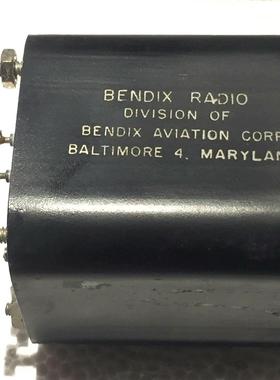 BENDIX RADIO
DIVISION OF
BENDIX AVIATION CORP
BALTIMORE 4, MARYLAN